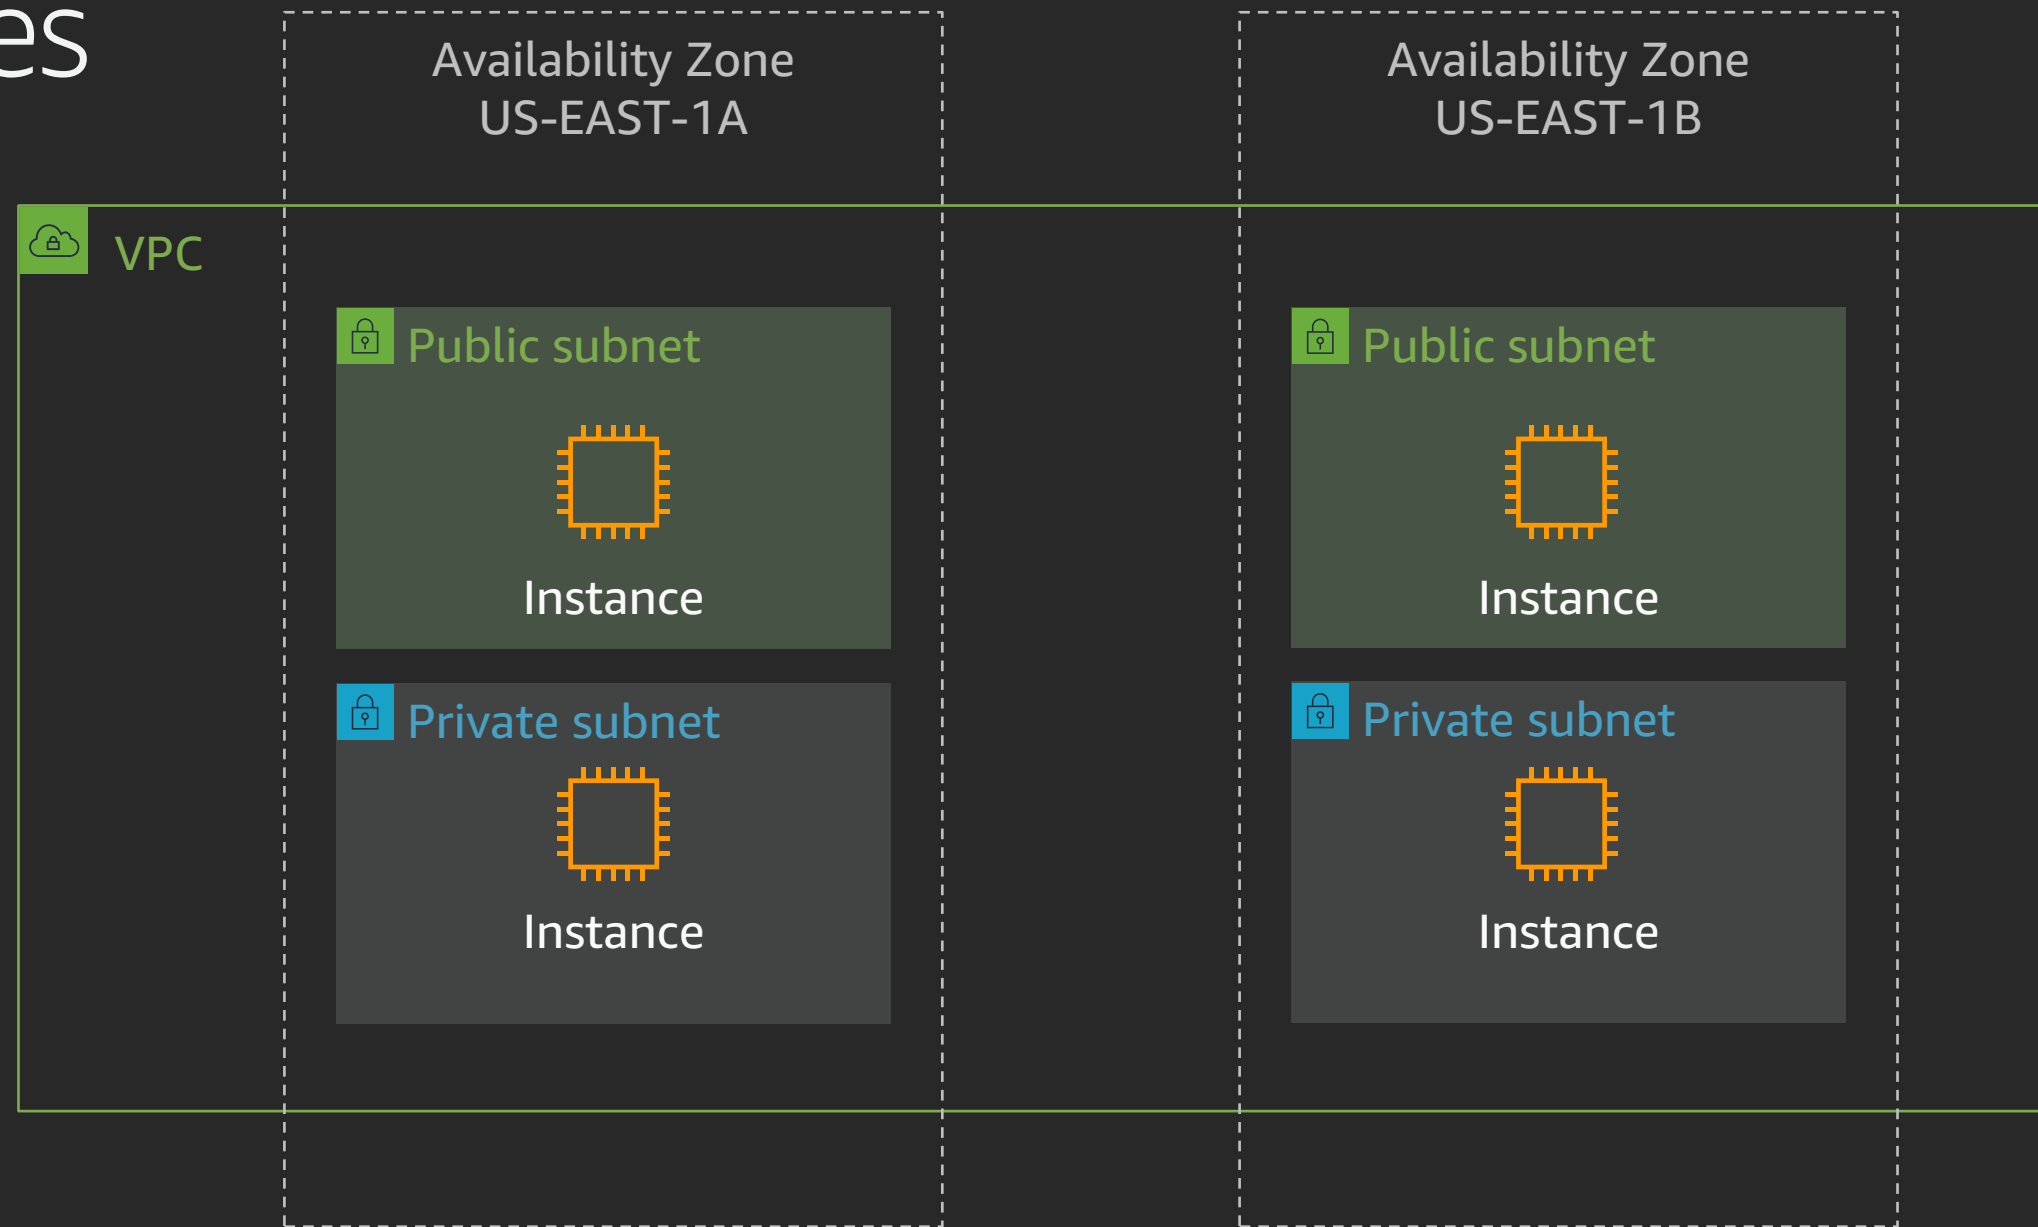 es
Availability Zone
US-EAST-1A
Availability Zone
US-EAST-1B
VPC
Public subnet
Instance
Public subnet
Instance
Private subnet
Instance
Private subnet
Instance